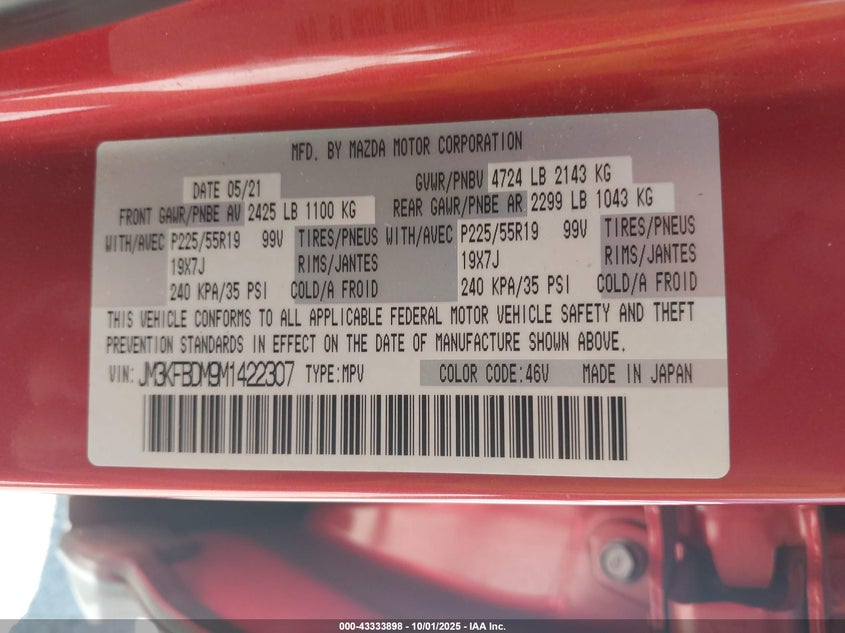 MFD. BY MAZDA MOTOR CORPORATION
DATE 05/21 GVWR/PNBV 4724 LB 2143 KG
FRONT GAWR/PNBE AV 2425 LB 1100 KG REAR GAWR/PNBE AR 2299 LB 1043 KG
WITH/AVEC P225/55R19 99V TIRES/PNEUS WITH/AVEC P225/55R19 99V TIRES/PNEUS
19X7J RIMS/JANTES 19X7J RIMS/JANTES
240 KPA/35 PSI COLD/A FROID 240 KPA/35 PSI COLD/A FROID
THIS VEHICLE CONFORMS TO ALL APPLICABLE FEDERAL MOTOR VEHICLE SAFETY AND THEFT
PREVENTION STANDARDS IN EFFECT ON THE DATE OF MANUFACTURE SHOWN ABOVE.
VIN: JM3KFBDM9M1422307 TYPE:MPV COLOR CODE:46V MADE IN JAPAN
000-43333898 - 10/01/2025 - IAA Inc.